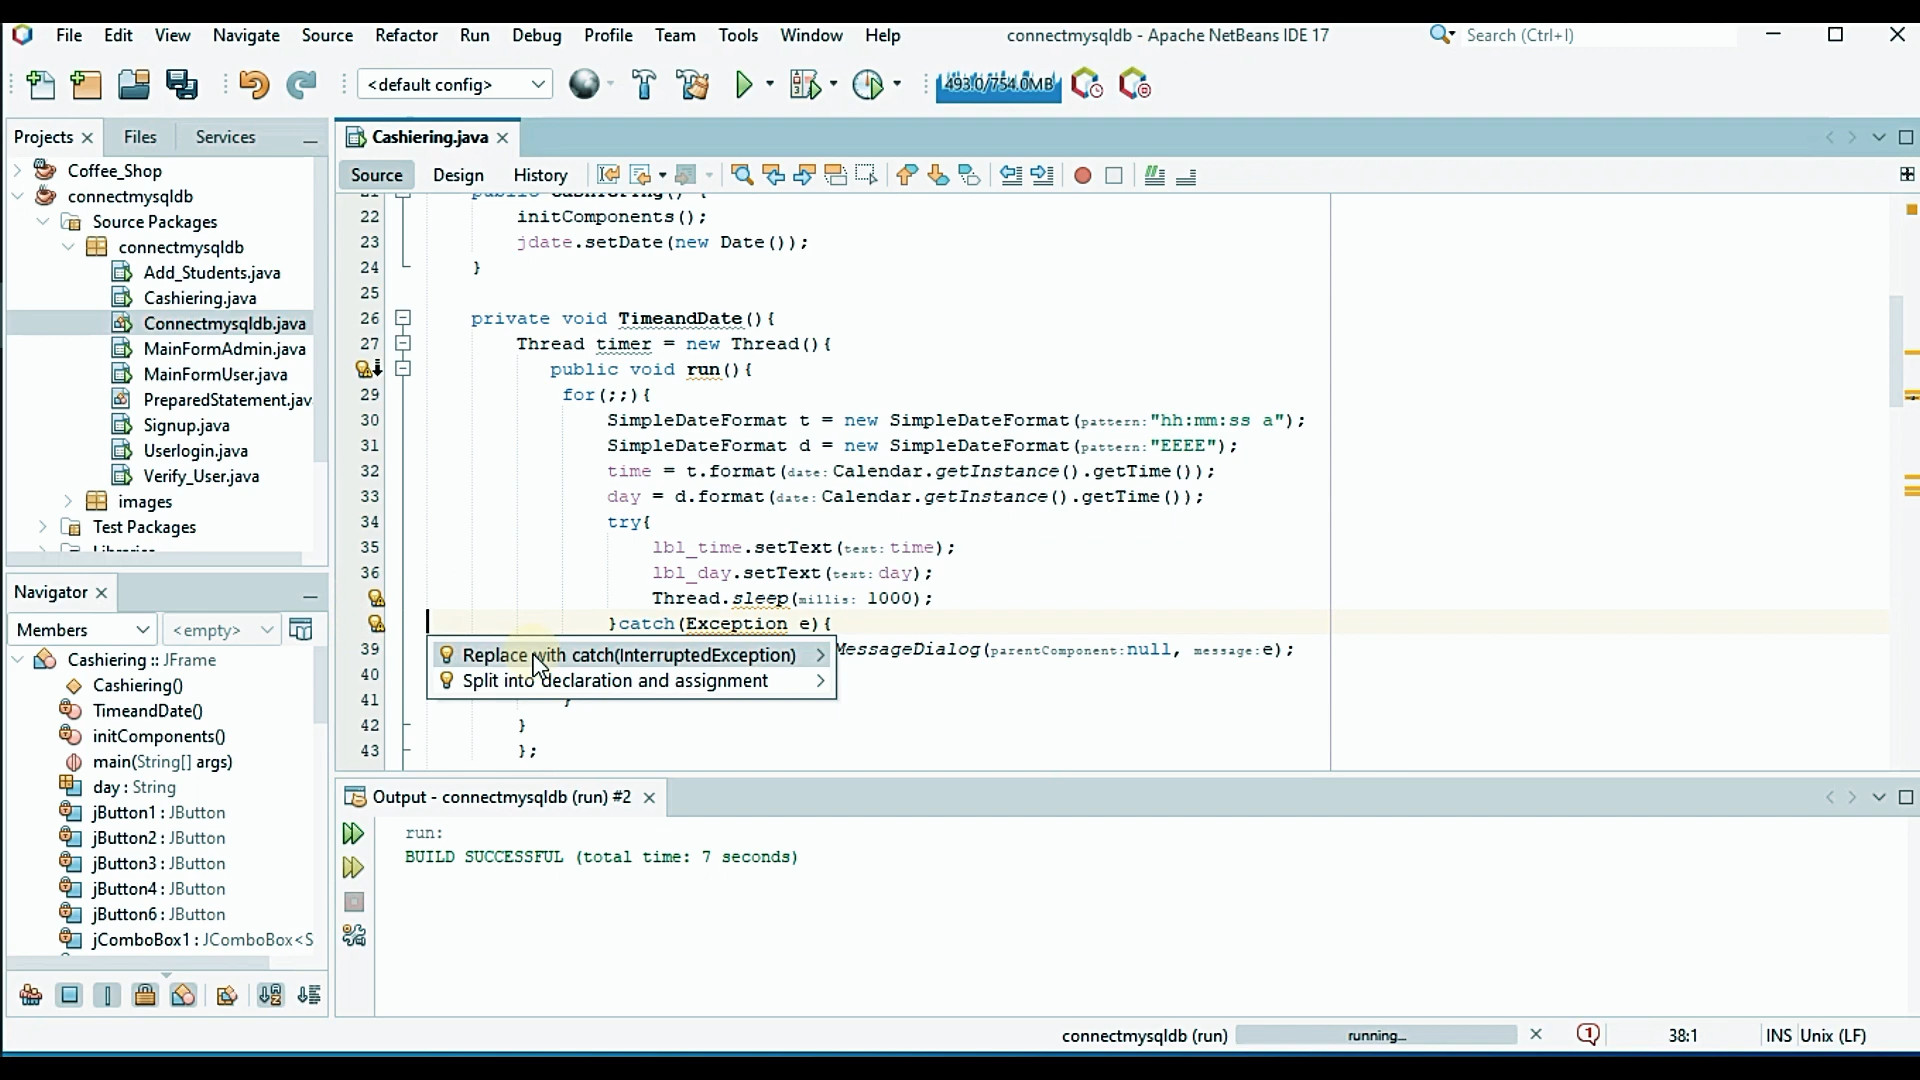 File Edit View Navigate Source Refactor Run Debug Profile Team Tools Window Help
connectmysqldb - Apache NetBeans IDE 17
Search (Ctrl+I)
<default config>
493.0/754.0MB
Projects Files Services
Coffee_Shop
connectmysqldb
Source Packages
connectmysqldb
Add_Students.java
Cashiering.java
Connectmysqldb.java
MainFormAdmin.java
MainFormUser.java
PreparedStatement.jav
Signup.java
Userlogin.java
Verify_User.java
images
Test Packages
Navigator
Members <empty>
Cashiering :: JFrame
Cashiering()
TimeandDate()
initComponents()
main(String[] args)
day : String
jButton1 : JButton
jButton2 : JButton
jButton3 : JButton
jButton4 : JButton
jButton6 : JButton
jComboBox1 : JComboBox<S
Cashiering.java
Source Design History
22 initComponents();
23 jdate.setDate(new Date());
24 }
25
26 private void TimeandDate(){
27 Thread timer = new Thread(){
public void run(){
29 for(;;){
30 SimpleDateFormat t = new SimpleDateFormat(pattern:"hh:mm:ss a");
31 SimpleDateFormat d = new SimpleDateFormat(pattern:"EEEE");
32 time = t.format(date:Calendar.getInstance().getTime());
33 day = d.format(date:Calendar.getInstance().getTime());
34 try{
35 lbl_time.setText(text:time);
36 lbl_day.setText(text:day);
Thread.sleep(millis: 1000);
}catch(Exception e){
39 MessageDialog(parentComponent:null, message:e);
Replace with catch(InterruptedException)
40
Split into declaration and assignment
41 }
42 }
43 };
Output - connectmysqldb (run) #2
run:
BUILD SUCCESSFUL (total time: 7 seconds)
connectmysqldb (run) running... 1 38:1 INS Unix (LF)